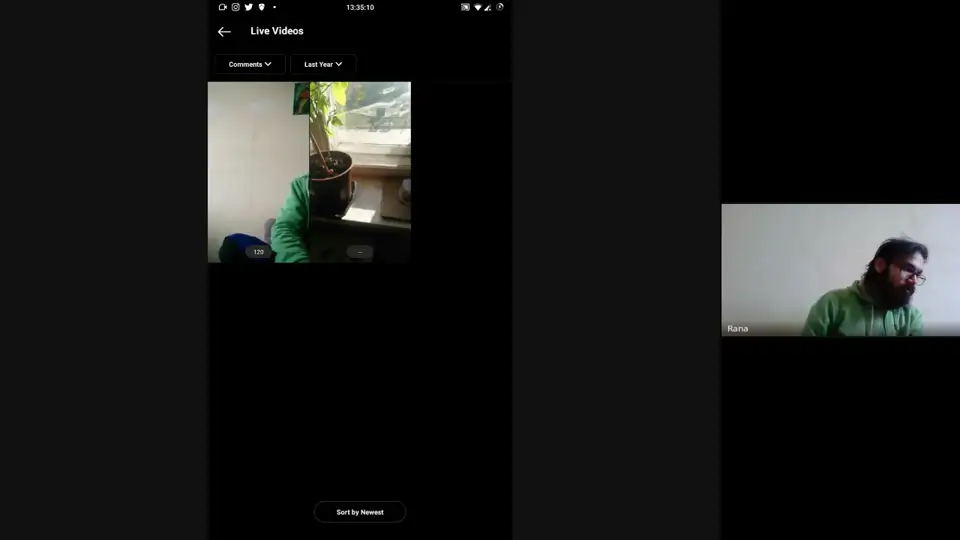 13:35:10
Live Videos
Comments
Last Year
120
--
Sort by Newest
Rana